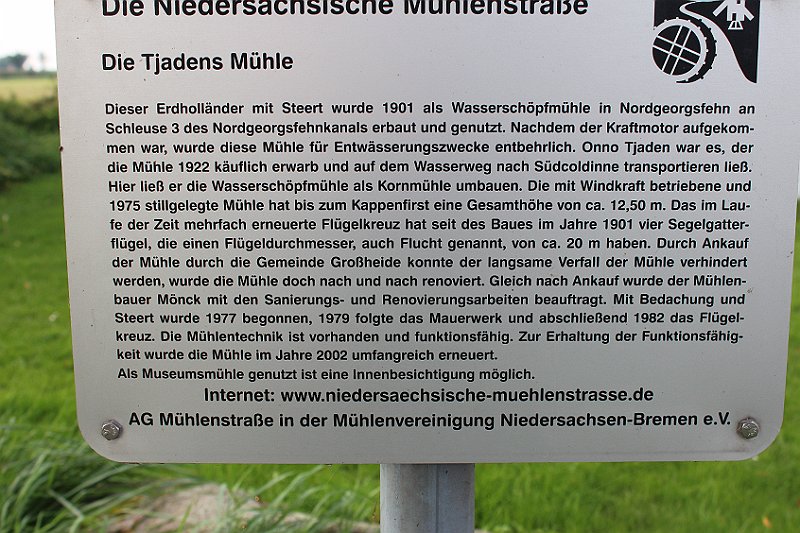 Die Niedersächsische Mühlenstraße
Die Tjadens Mühle
Dieser Erdholländer mit Steert wurde 1901 als Wasserschöpfmühle in Nordgeorgsfehn an
Schleuse 3 des Nordgeorgsfehnkanals erbaut und genutzt. Nachdem der Kraftmotor aufgekom-
men war, wurde diese Mühle für Entwässerungszwecke entbehrlich. Onno Tjaden war es, der
die Mühle 1922 käuflich erwarb und auf dem Wasserweg nach Südcoldinne transportieren ließ.
Hier ließ er die Wasserschöpfmühle als Kornmühle umbauen. Die mit Windkraft betriebene und
1975 stillgelegte Mühle hat bis zum Kappenfirst eine Gesamthöhe von ca. 12,50 m. Das im Lau-
fe der Zeit mehrfach erneuerte Flügelkreuz hat seit des Baues im Jahre 1901 vier Segelgatter-
flügel, die einen Flügeldurchmesser, auch Flucht genannt, von ca. 20 m haben. Durch Ankauf
der Mühle durch die Gemeinde Großheide konnte der langsame Verfall der Mühle verhindert
werden, wurde die Mühle doch nach und nach renoviert. Gleich nach Ankauf wurde der Mühlen-
bauer Mönck mit den Sanierungs- und Renovierungsarbeiten beauftragt. Mit Bedachung und
Steert wurde 1977 begonnen, 1979 folgte das Mauerwerk und abschließend 1982 das Flügel-
kreuz. Die Mühlentechnik ist vorhanden und funktionsfähig. Zur Erhaltung der Funktionsfähig-
keit wurde die Mühle im Jahre 2002 umfangreich erneuert.
Als Museumsmühle genutzt ist eine Innenbesichtigung möglich.
Internet: www.niedersaechsische-muehlenstrasse.de
AG Mühlenstraße in der Mühlenvereinigung Niedersachsen-Bremen e.V.